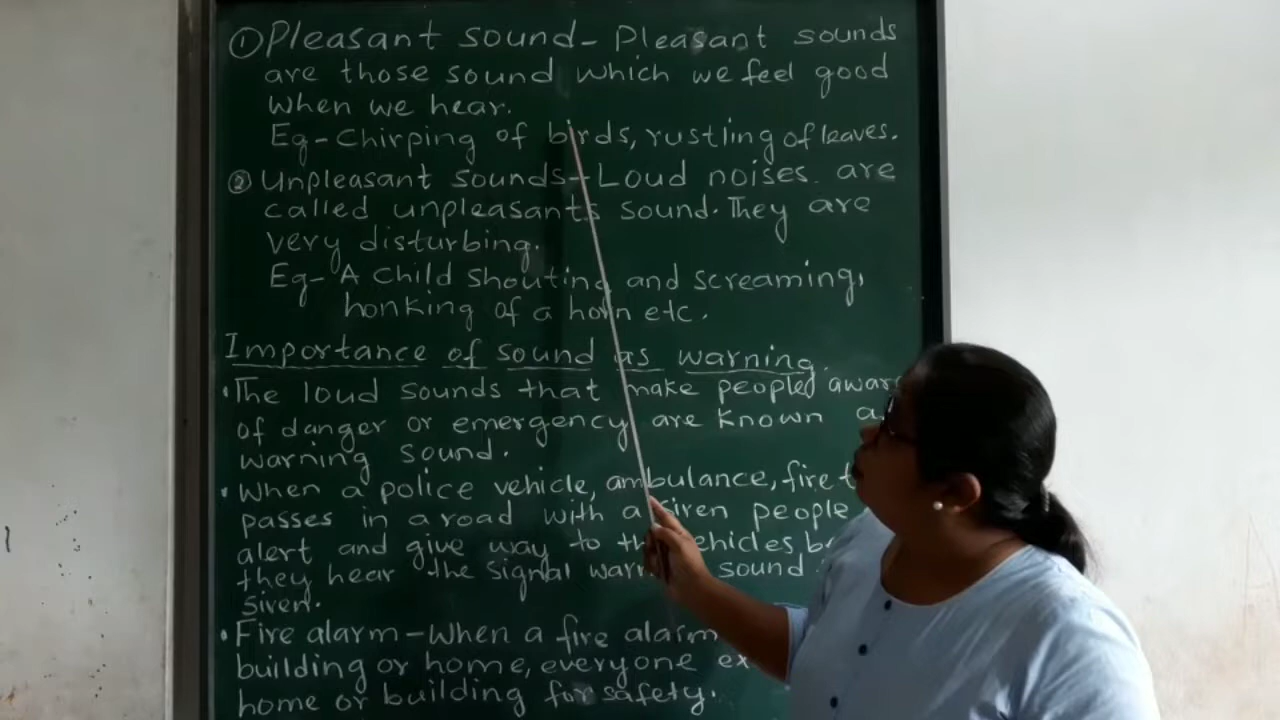 ① Pleasant sound - Pleasant sounds
are those sound which we feel good
when we hear.
Eg - Chirping of birds, rustling of leaves.
② Unpleasant sounds - Loud noises are
called unpleasants sound. They are
very disturbing.
Eg - A child shouting and screaming,
honking of a horn etc.
Importance of sound as warning.
• The loud sounds that make people
of danger or emergency are known
warning sound.
• When a police vehicle, ambulance, fire
passes in a road with a siren people
alert and give way to the vehicles
they hear the signal sound
siren.
• Fire alarm - When a fire alarm
building or home, everyone
home or building for safety.